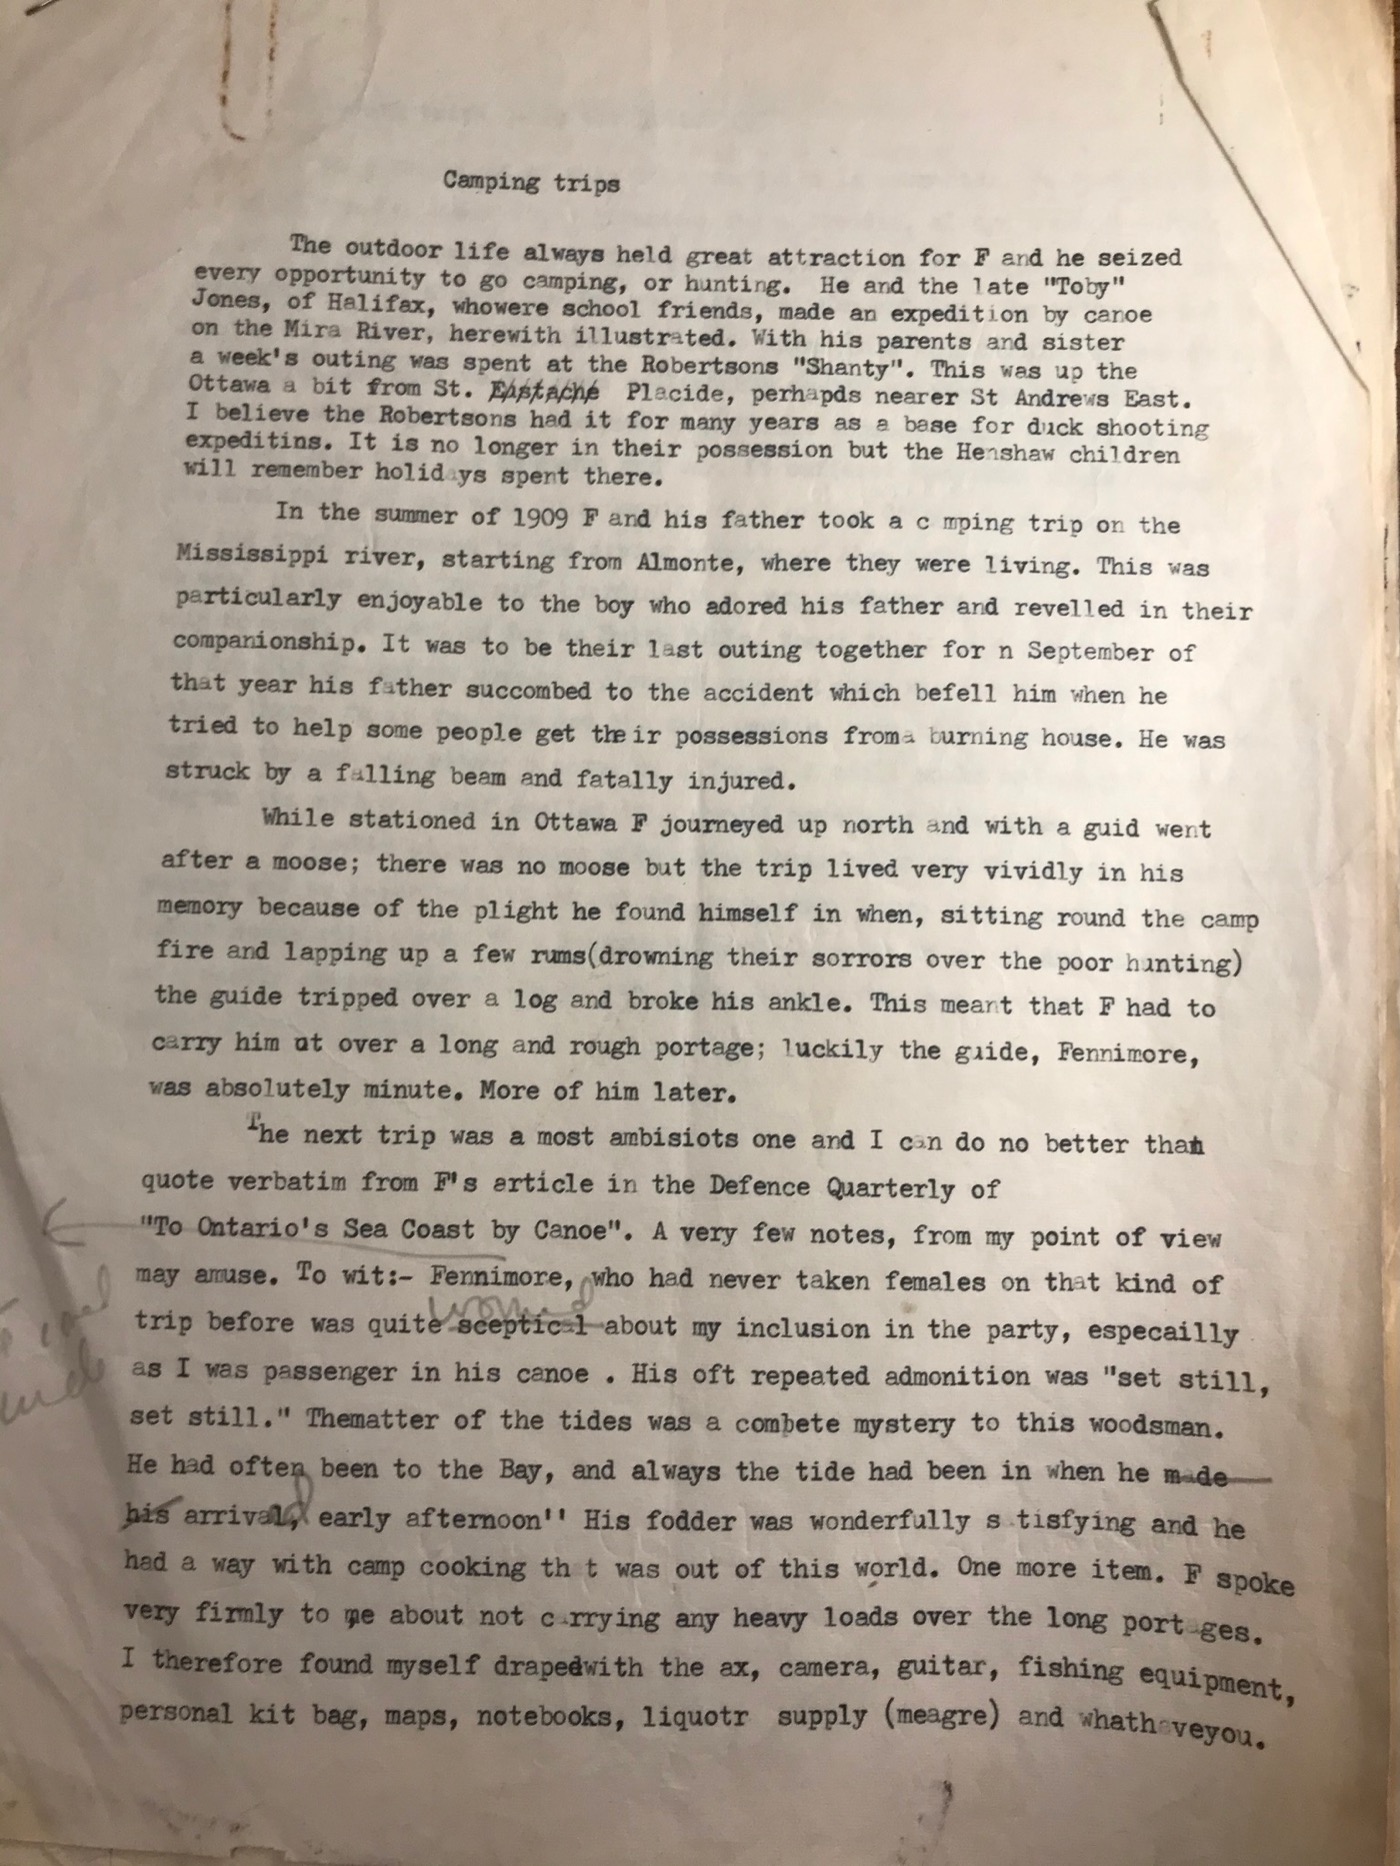 Camping trips
The outdoor life always held great attraction for F and he seized
every opportunity to go camping, or hunting. He and the late "Toby"
Jones, of Halifax, whowere school friends, made an expedition by canoe
on the Mira River, herewith illustrated. With his parents and sister
a week's outing was spent at the Robertsons "Shanty". This was up the
Ottawa a bit from St. Eastache Placide, perhapds nearer St Andrews East.
I believe the Robertsons had it for many years as a base for duck shooting
expeditins. It is no longer in their possession but the Henshaw children
will remember holidays spent there.
In the summer of 1909 F and his father took a c mping trip on the
Mississippi river, starting from Almonte, where they were living. This was
particularly enjoyable to the boy who adored his father and revelled in their
companionship. It was to be their last outing together for n September of
that year his father succombed to the accident which befell him when he
tried to help some people get their possessions froma burning house. He was
struck by a falling beam and fatally injured.
While stationed in Ottawa F journeyed up north and with a guid went
after a moose; there was no moose but the trip lived very vividly in his
memory because of the plight he found himself in when, sitting round the camp
fire and lapping up a few rums(drowning their sorrors over the poor hunting)
the guide tripped over a log and broke his ankle. This meant that F had to
carry him ut over a long and rough portage; luckily the guide, Fennimore,
was absolutely minute. More of him later.
The next trip was a most ambisiots one and I can do no better than
quote verbatim from F's article in the Defence Quarterly of
"To Ontario's Sea Coast by Canoe". A very few notes, from my point of view
may amuse. To wit:- Fennimore, who had never taken females on that kind of
trip before was quite sceptical about my inclusion in the party, especailly
as I was passenger in his canoe . His oft repeated admonition was "set still,
set still." Thematter of the tides was a compete mystery to this woodsman.
He had often been to the Bay, and always the tide had been in when he made
his arrival, early afternoon'' His fodder was wonderfully s tisfying and he
had a way with camp cooking th t was out of this world. One more item. F spoke
very firmly to me about not carrying any heavy loads over the long portages.
I therefore found myself drapedwith the ax, camera, guitar, fishing equipment,
personal kit bag, maps, notebooks, liquotr supply (meagre) and whathaveyou.